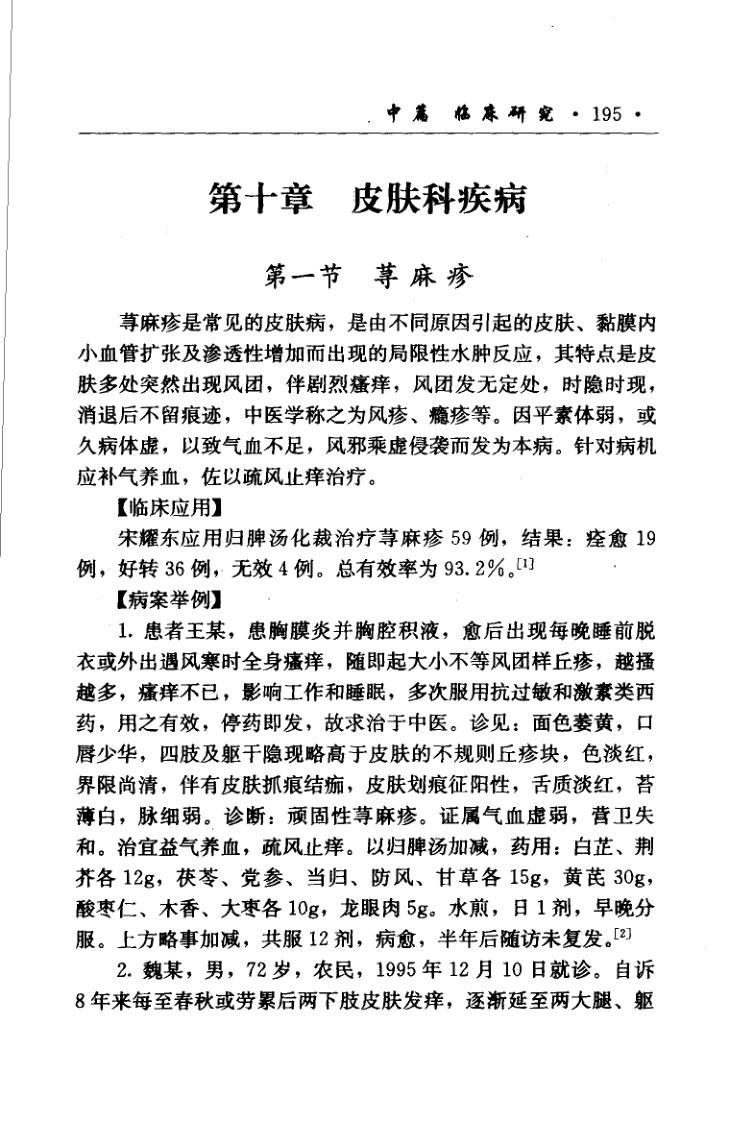 中篇 临床研究 · 195 ·
第十章 皮肤科疾病
第一节 荨麻疹
荨麻疹是常见的皮肤病，是由不同原因引起的皮肤、黏膜内
小血管扩张及渗透性增加而出现的局限性水肿反应，其特点是皮
肤多处突然出现风团，伴剧烈瘙痒，风团发无定处，时隐时现，
消退后不留痕迹，中医学称之为风疹、瘾疹等。因平素体弱，或
久病体虚，以致气血不足，风邪乘虚侵袭而发为本病。针对病机
应补气养血，佐以疏风止痒治疗。
【临床应用】
宋耀东应用归脾汤化裁治疗荨麻疹 59 例，结果：痊愈 19
例，好转 36 例，无效 4 例。总有效率为 93.2%。[1]
【病案举例】
1. 患者王某，患胸膜炎并胸腔积液，愈后出现每晚睡前脱
衣或外出遇风寒时全身瘙痒，随即起大小不等风团样丘疹，越搔
越多，瘙痒不已，影响工作和睡眠，多次服用抗过敏和激素类西
药，用之有效，停药即发，故求治于中医。诊见：面色萎黄，口
唇少华，四肢及躯干隐现略高于皮肤的不规则丘疹块，色淡红，
界限尚清，伴有皮肤抓痕结痂，皮肤划痕征阳性，舌质淡红，苔
薄白，脉细弱。诊断：顽固性荨麻疹。证属气血虚弱，营卫失
和。治宜益气养血，疏风止痒。以归脾汤加减，药用：白芷、荆
芥各 12g，茯苓、党参、当归、防风、甘草各 15g，黄芪 30g，
酸枣仁、木香、大枣各 10g，龙眼肉 5g。水煎，日 1 剂，早晚分
服。上方略事加减，共服 12 剂，病愈，半年后随访未复发。[2]
2. 魏某，男，72 岁，农民，1995 年 12 月 10 日就诊。自诉
8 年来每至春秋或劳累后两下肢皮肤发痒，逐渐延至两大腿、躯